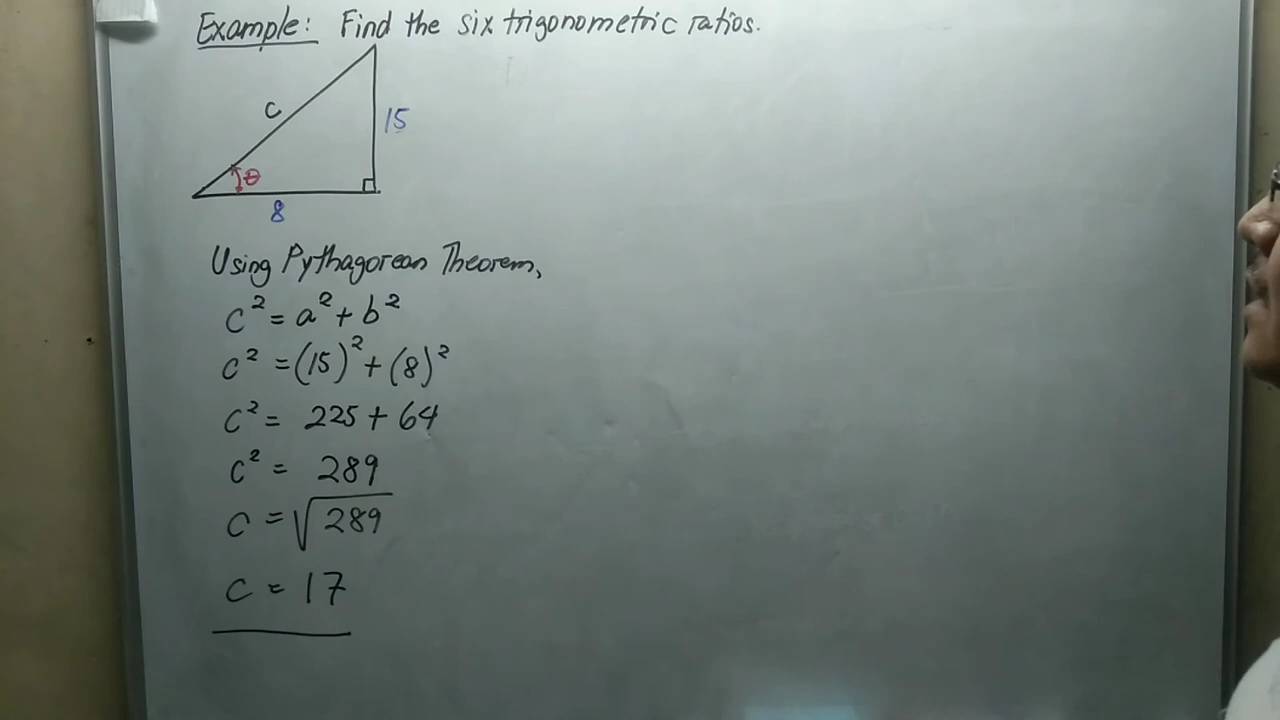 Example: Find the six trigonometric ratios.
c
15
θ
8
Using Pythagorean Theorem,
c² = a² + b²
c² = (15)² + (8)²
c² = 225 + 64
c² = 289
c = √289
c = 17